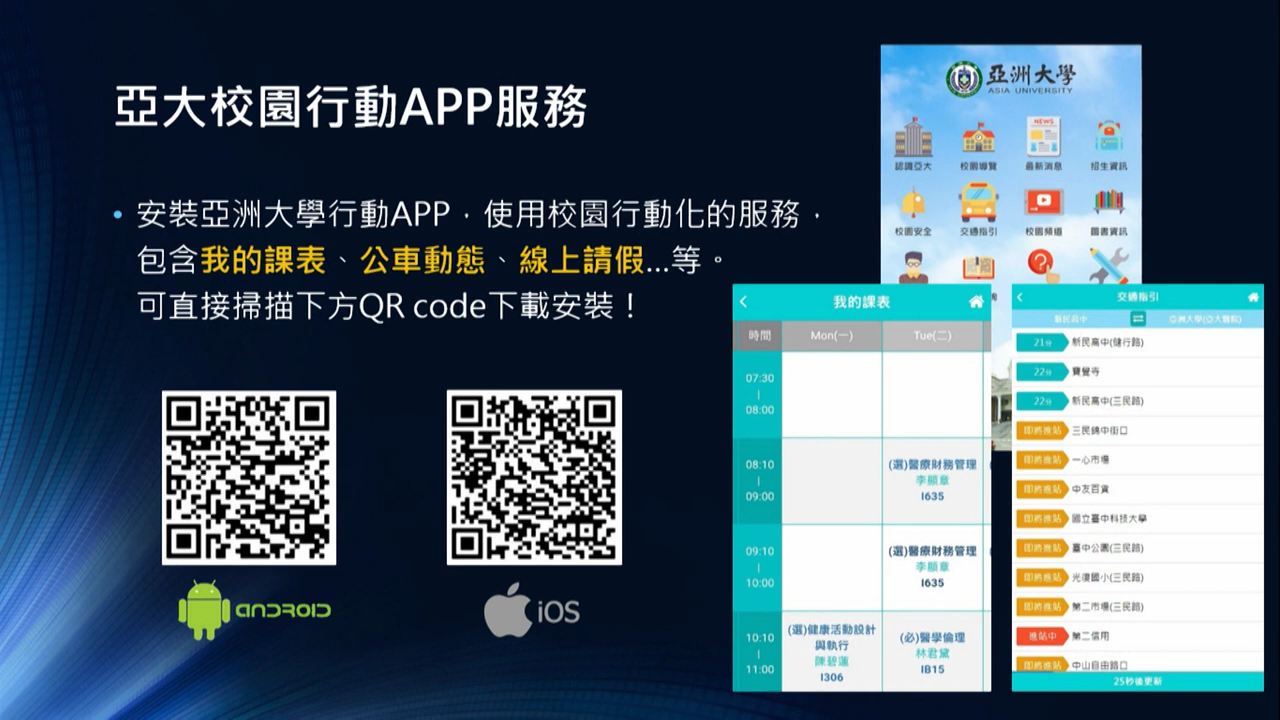 亞大校園行動APP服務
• 安裝亞洲大學行動APP，使用校園行動化的服務，
包含我的課表、公車動態、線上請假…等。
可直接掃描下方QR code下載安裝！
ANDROID
iOS
亞洲大學
ASIA UNIVERSITY
NEWS
認識亞大 校園導覽 最新消息 招生資訊
校園安全 交通指引 校園頻道 圖書資訊
我的課表
時間 Mon(一) Tue(二)
07:30
|
08:00
08:10
|
09:00
(選)醫療財務管理
李顯章
I635
09:10
|
10:00
(選)醫療財務管理
李顯章
I635
10:10
|
11:00
(選)健康活動設計
與執行
陳碧蓮
I306
(必)醫學倫理
林君黛
IB15
交通指引
新民高中 亞洲大學(亞大醫院)
21分 新民高中(健行路)
22分 寶覺寺
22分 新民高中(三民路)
即將進站 三民錦中街口
即將進站 一心市場
即將進站 中友百貨
即將進站 國立臺中科技大學
即將進站 臺中公園(三民路)
即將進站 光復國小(三民路)
即將進站 第二市場(三民路)
進站中 第二信用
即將進站 中山自由路口
25秒後更新